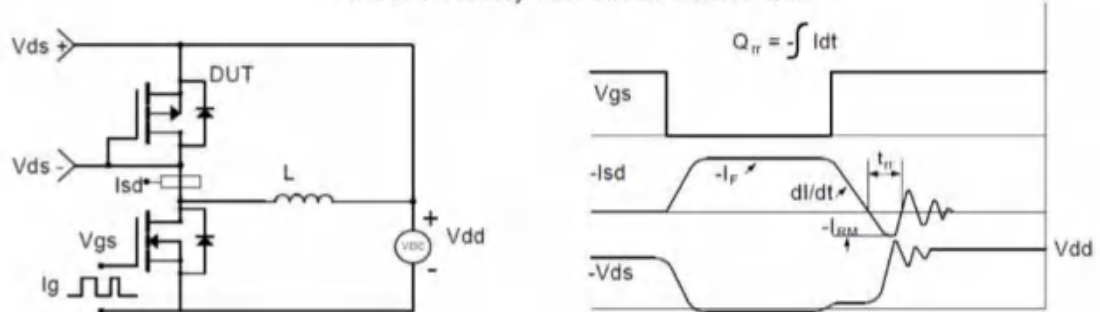 Vds +
DUT
Vds -
Isd
L
Vgs
Ig
+
VDC
-
Vdd
Qrr = -∫ Idt
Vgs
-Isd
-IF
dI/dt
trr
-IRM
Vdd
-Vds